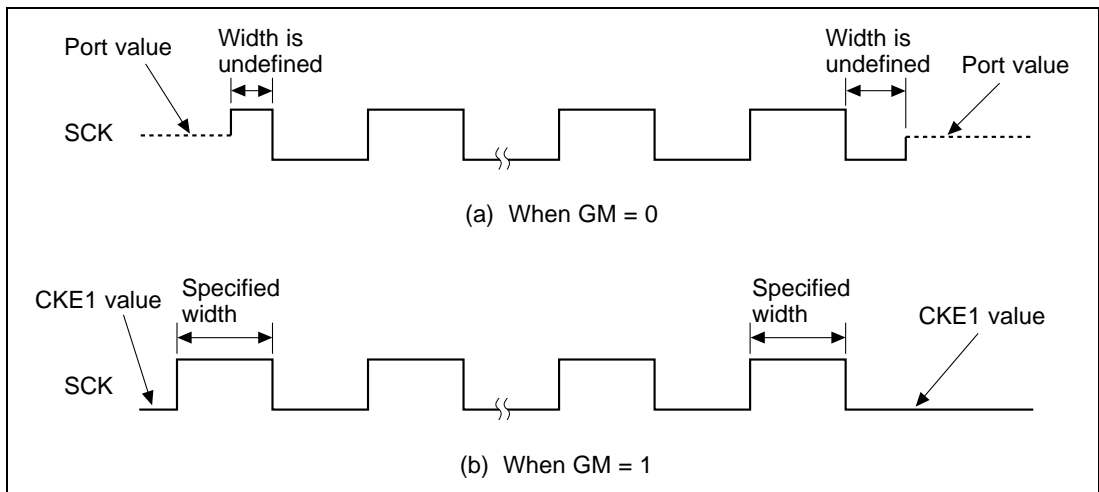 Port value
Width is
undefined
Width is
undefined
Port value
SCK
(a) When GM = 0
CKE1 value
Specified
width
Specified
width
CKE1 value
SCK
(b) When GM = 1